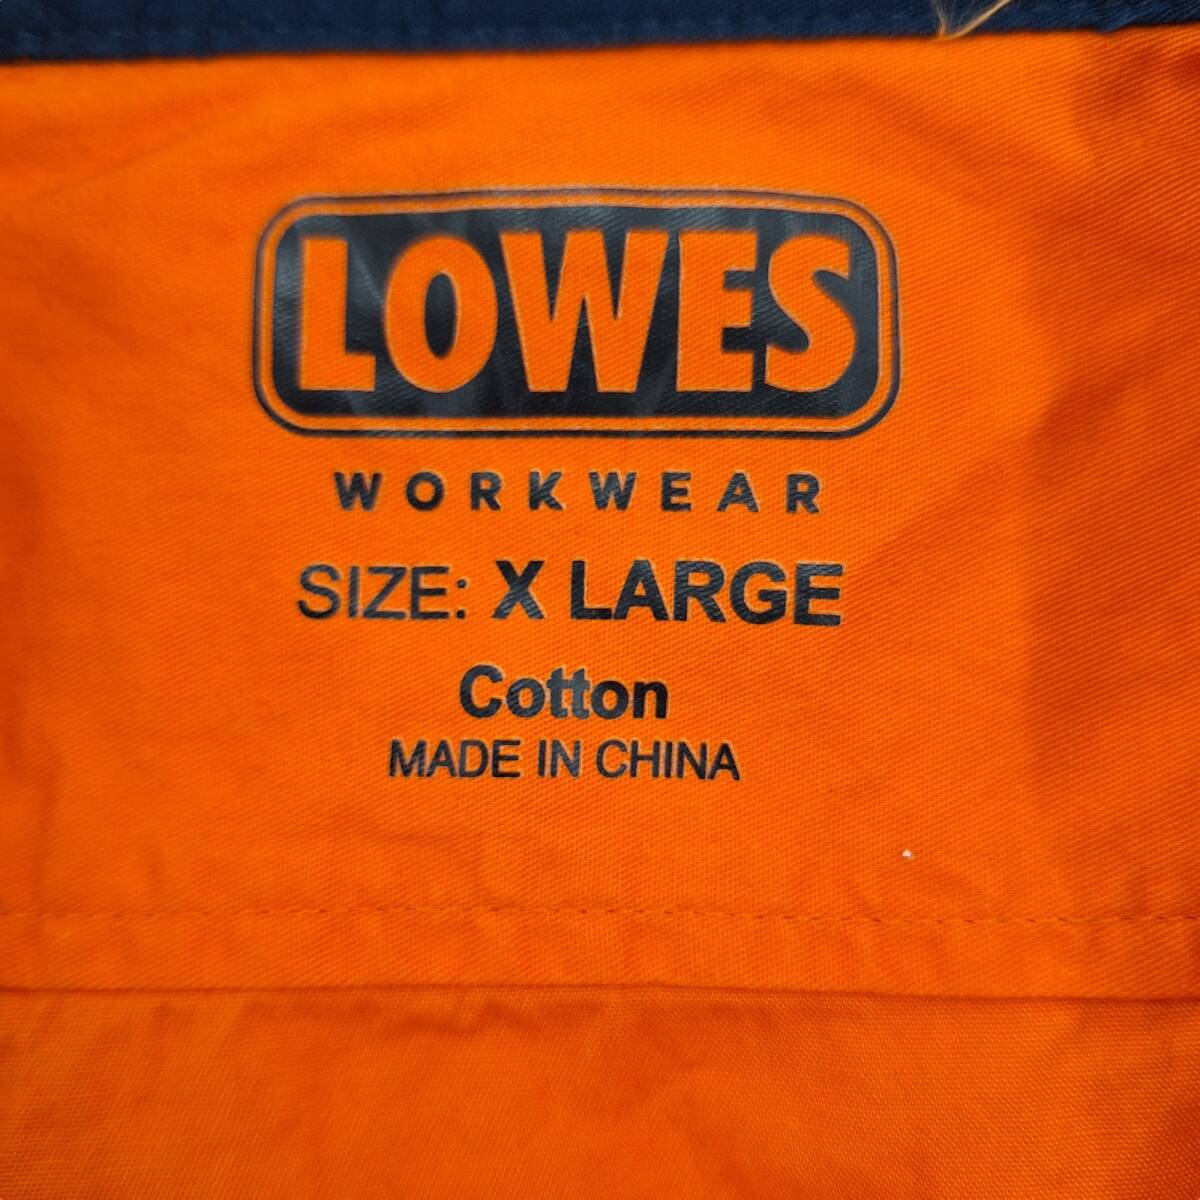 LOWES
WORKWEAR
SIZE: X LARGE
Cotton
MADE IN CHINA